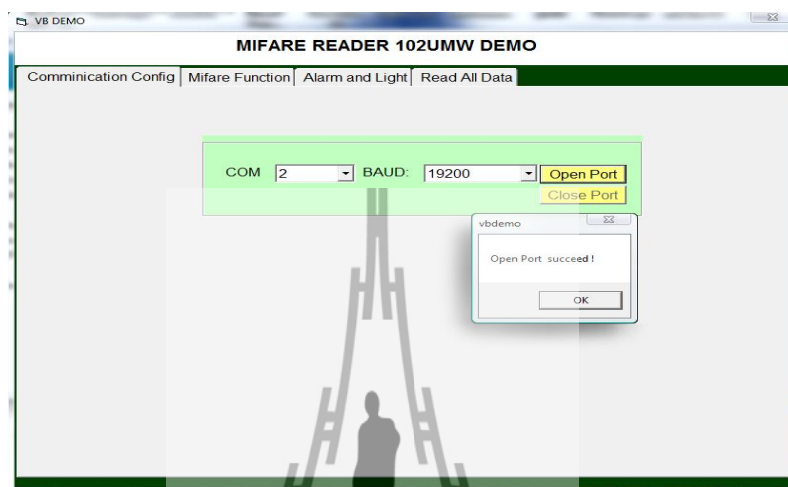 VB DEMO
MIFARE READER 102UMW DEMO
Comminication Config Mifare Function Alarm and Light Read All Data
COM 2 BAUD: 19200 Open Port
Close Port
vbdemo
Open Port succeed !
OK